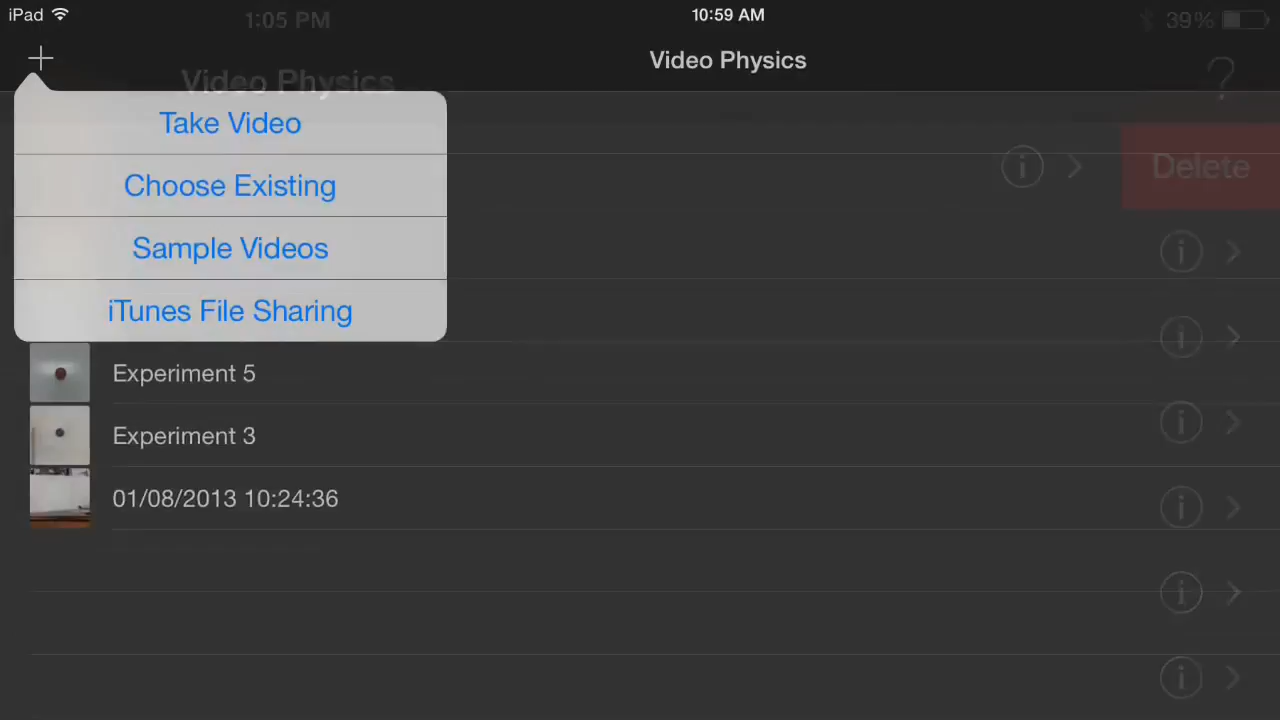 iPad 1:05 PM 10:59 AM 39%
Video Physics
Video Physics ?
Take Video
Delete
Choose Existing
Sample Videos
iTunes File Sharing
Experiment 5
Experiment 3
01/08/2013 10:24:36